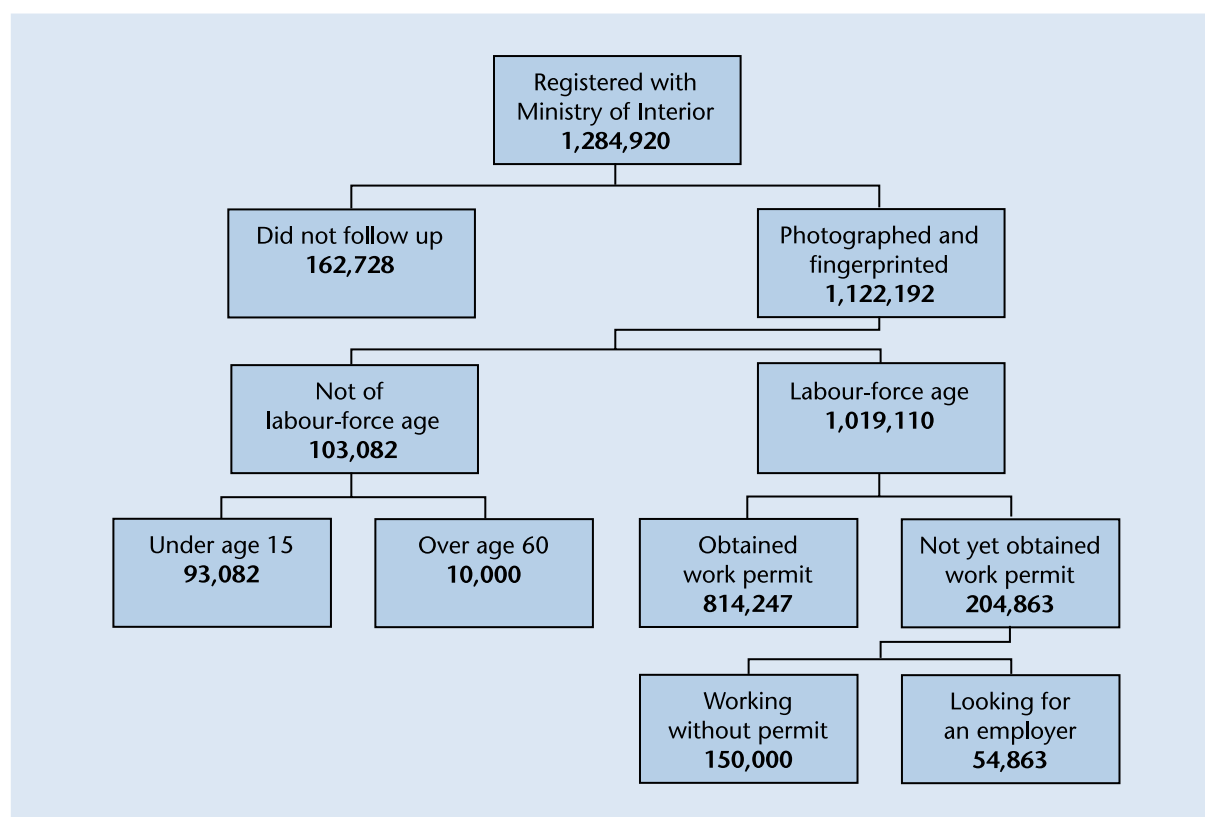 Registered with
Ministry of Interior
1,284,920
Did not follow up
162,728
Photographed and
fingerprinted
1,122,192
Not of
labour-force age
103,082
Labour-force age
1,019,110
Under age 15
93,082
Over age 60
10,000
Obtained
work permit
814,247
Not yet obtained
work permit
204,863
Working
without permit
150,000
Looking for
an employer
54,863